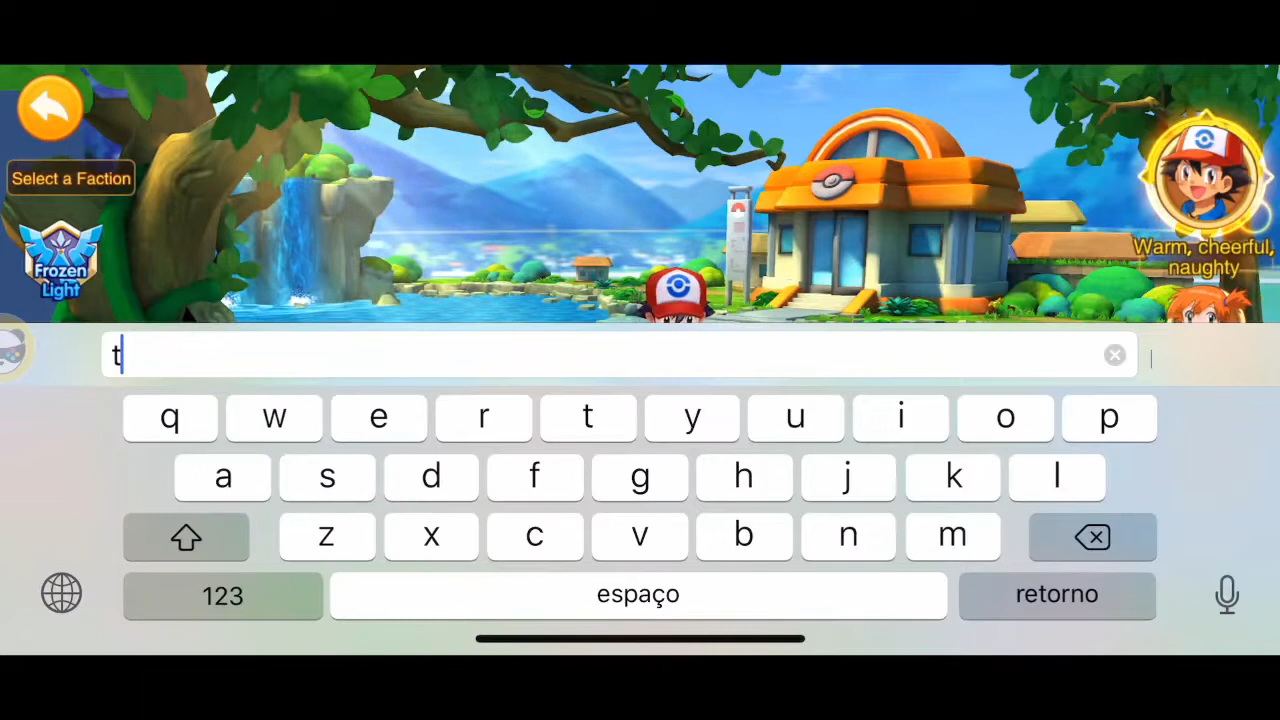 Select a Faction
Frozen
Light
Warm, cheerful,
naughty
t
q w e r t y u i o p
a s d f g h j k l
z x c v b n m
123 espaço retorno